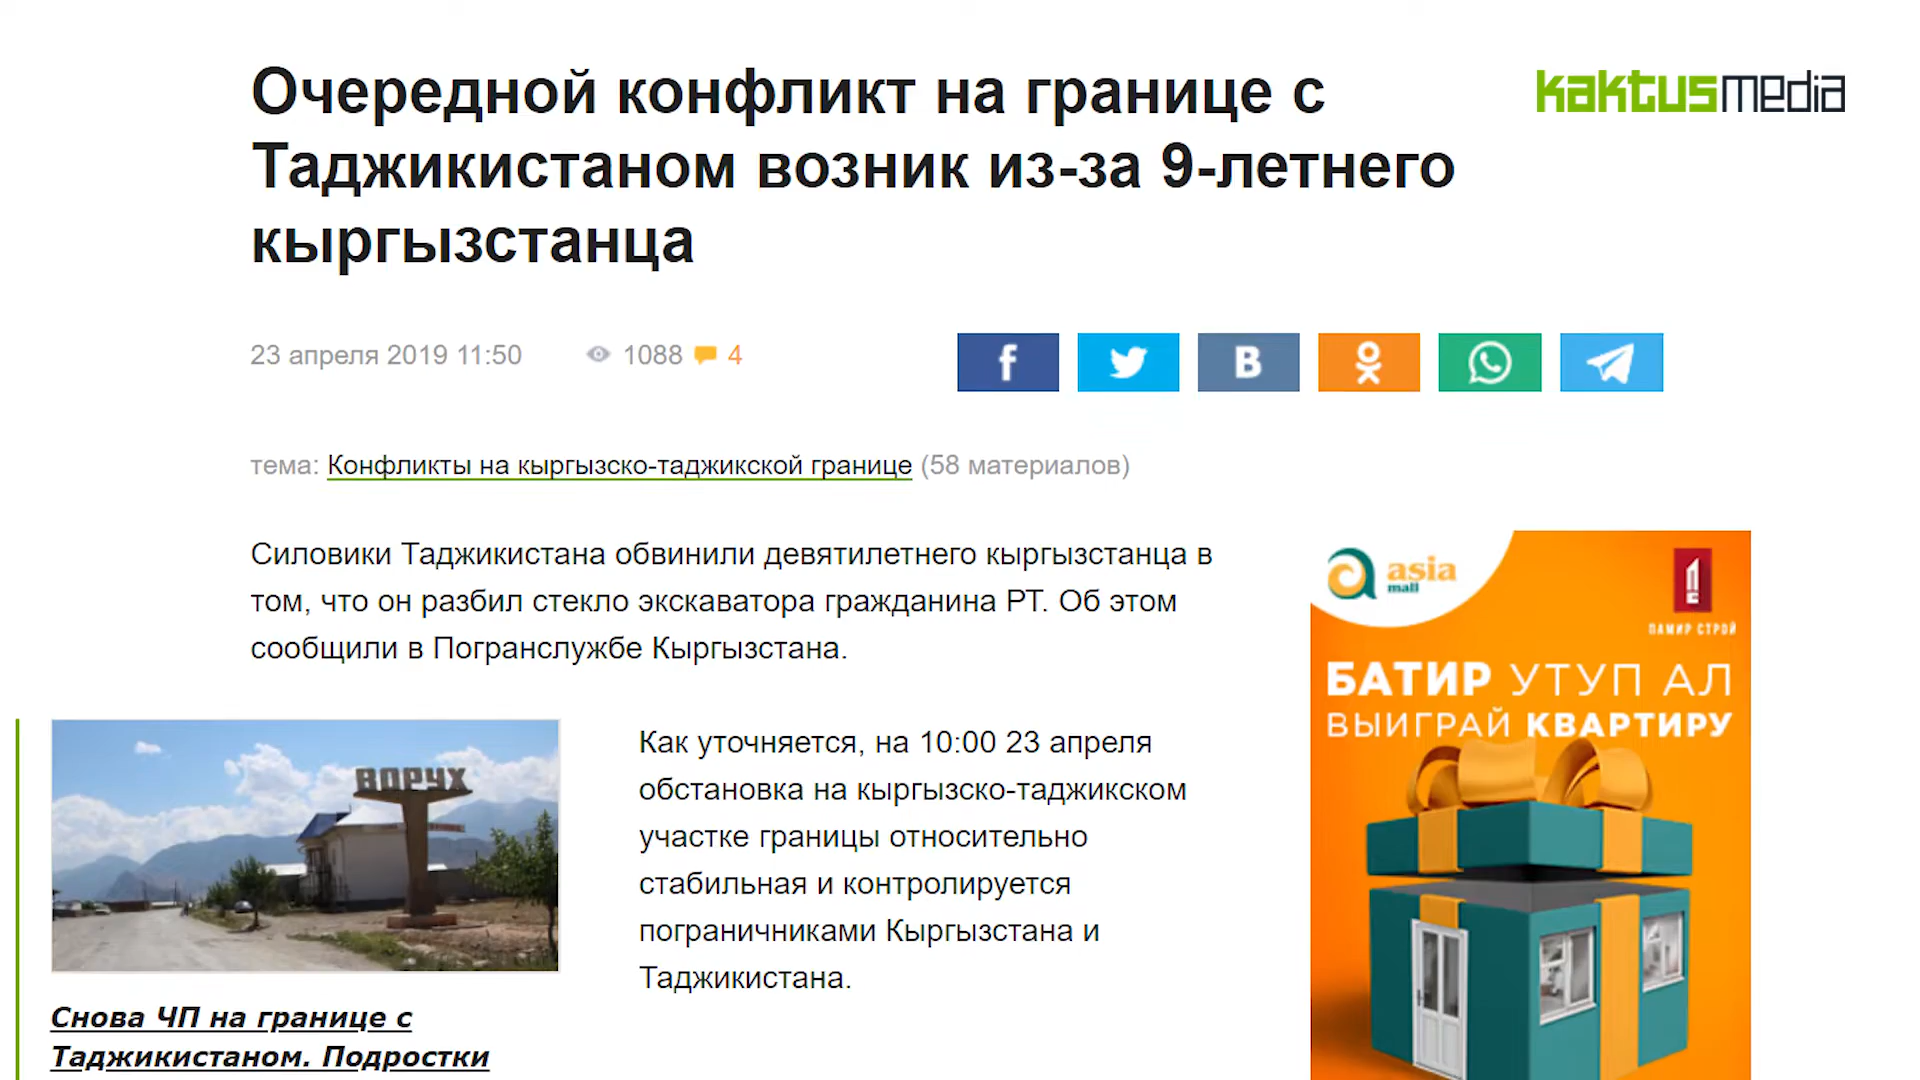 Очередной конфликт на границе с
Таджикистаном возник из-за 9-летнего
кыргызстанца
kaktusmedia
23 апреля 2019 11:50
1088
4
тема: Конфликты на кыргызско-таджикской границе (58 материалов)
Силовики Таджикистана обвинили девятилетнего кыргызстанца в
том, что он разбил стекло экскаватора гражданина РТ. Об этом
сообщили в Погранслужбе Кыргызстана.
ВОРУХ
Снова ЧП на границе с
Таджикистаном. Подростки
Как уточняется, на 10:00 23 апреля
обстановка на кыргызско-таджикском
участке границы относительно
стабильная и контролируется
пограничниками Кыргызстана и
Таджикистана.
asia
mall
ПАМИР СТРОЙ
БАТИР УТУП АЛ
ВЫИГРАЙ КВАРТИРУ